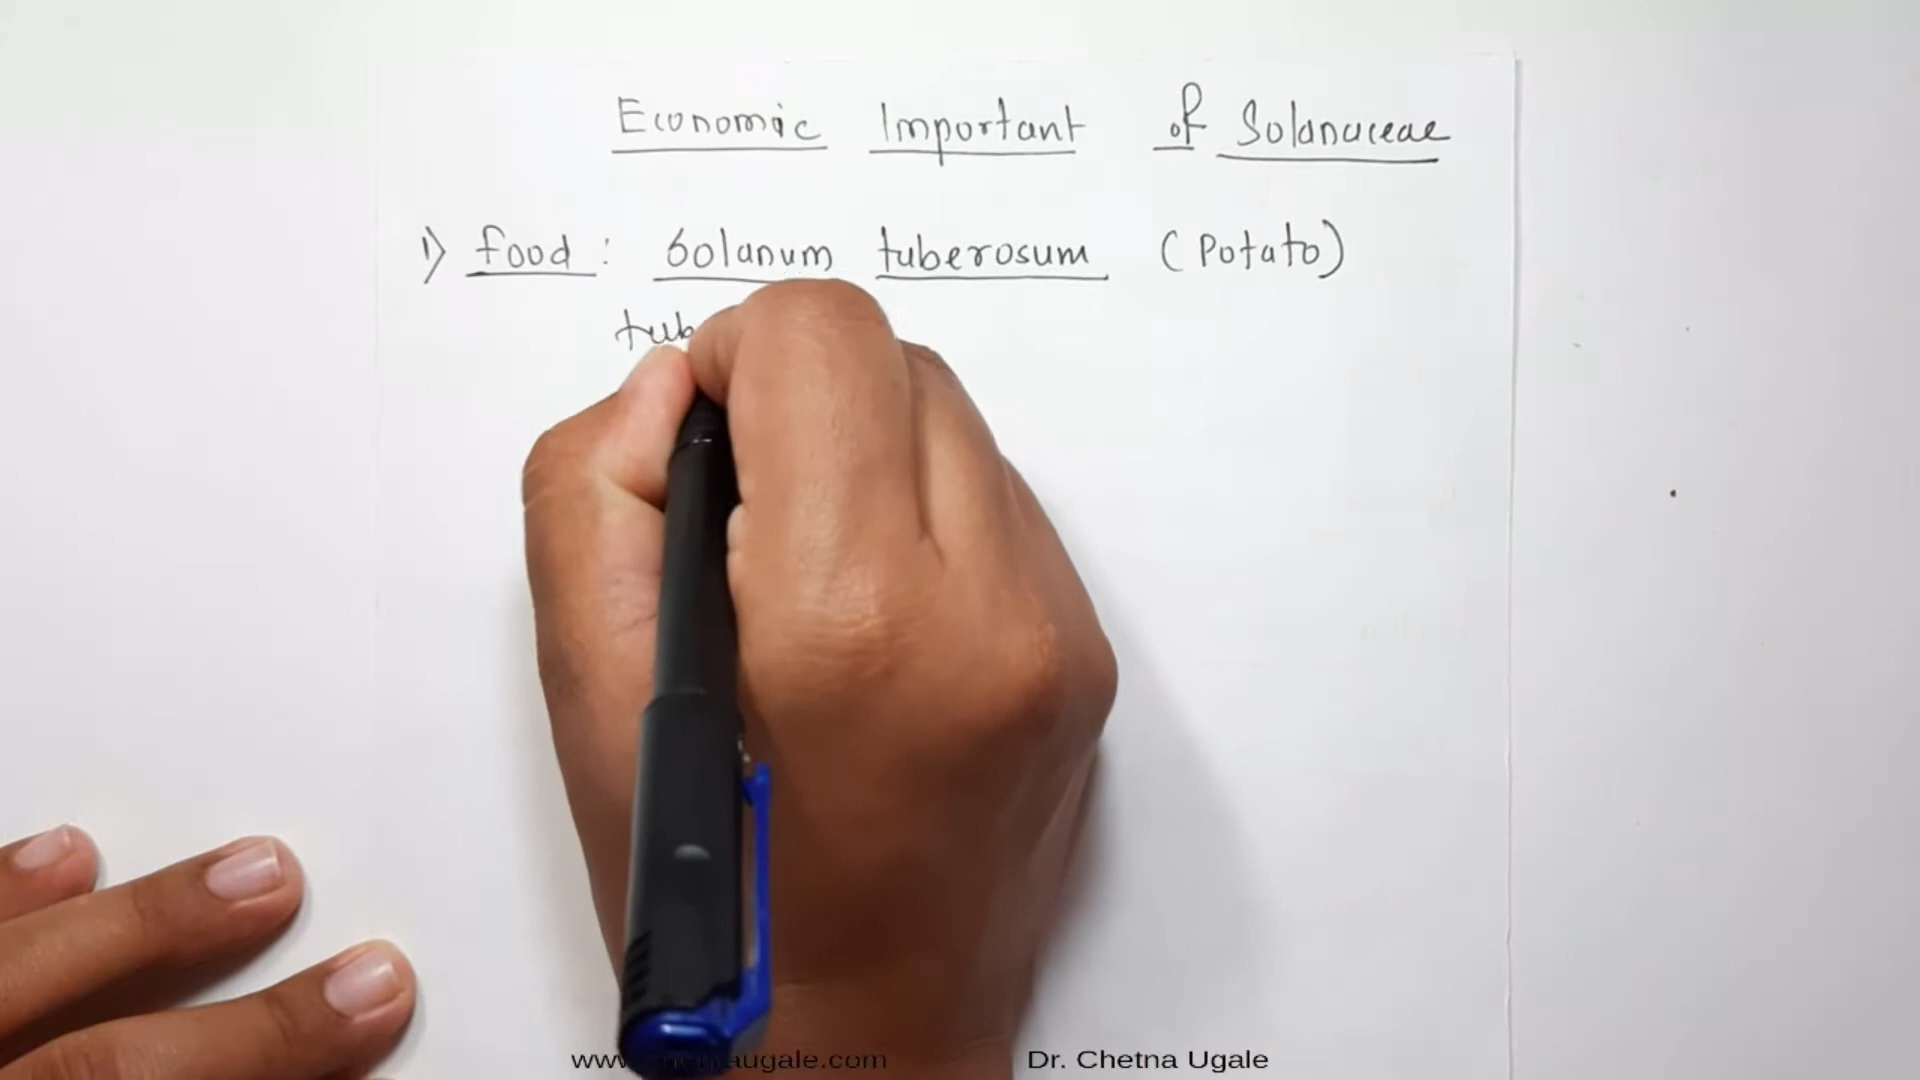 Economic Important of Solanaceae
1) food : Solanum tuberosum (Potato)
tub
Dr. Chetna Ugale